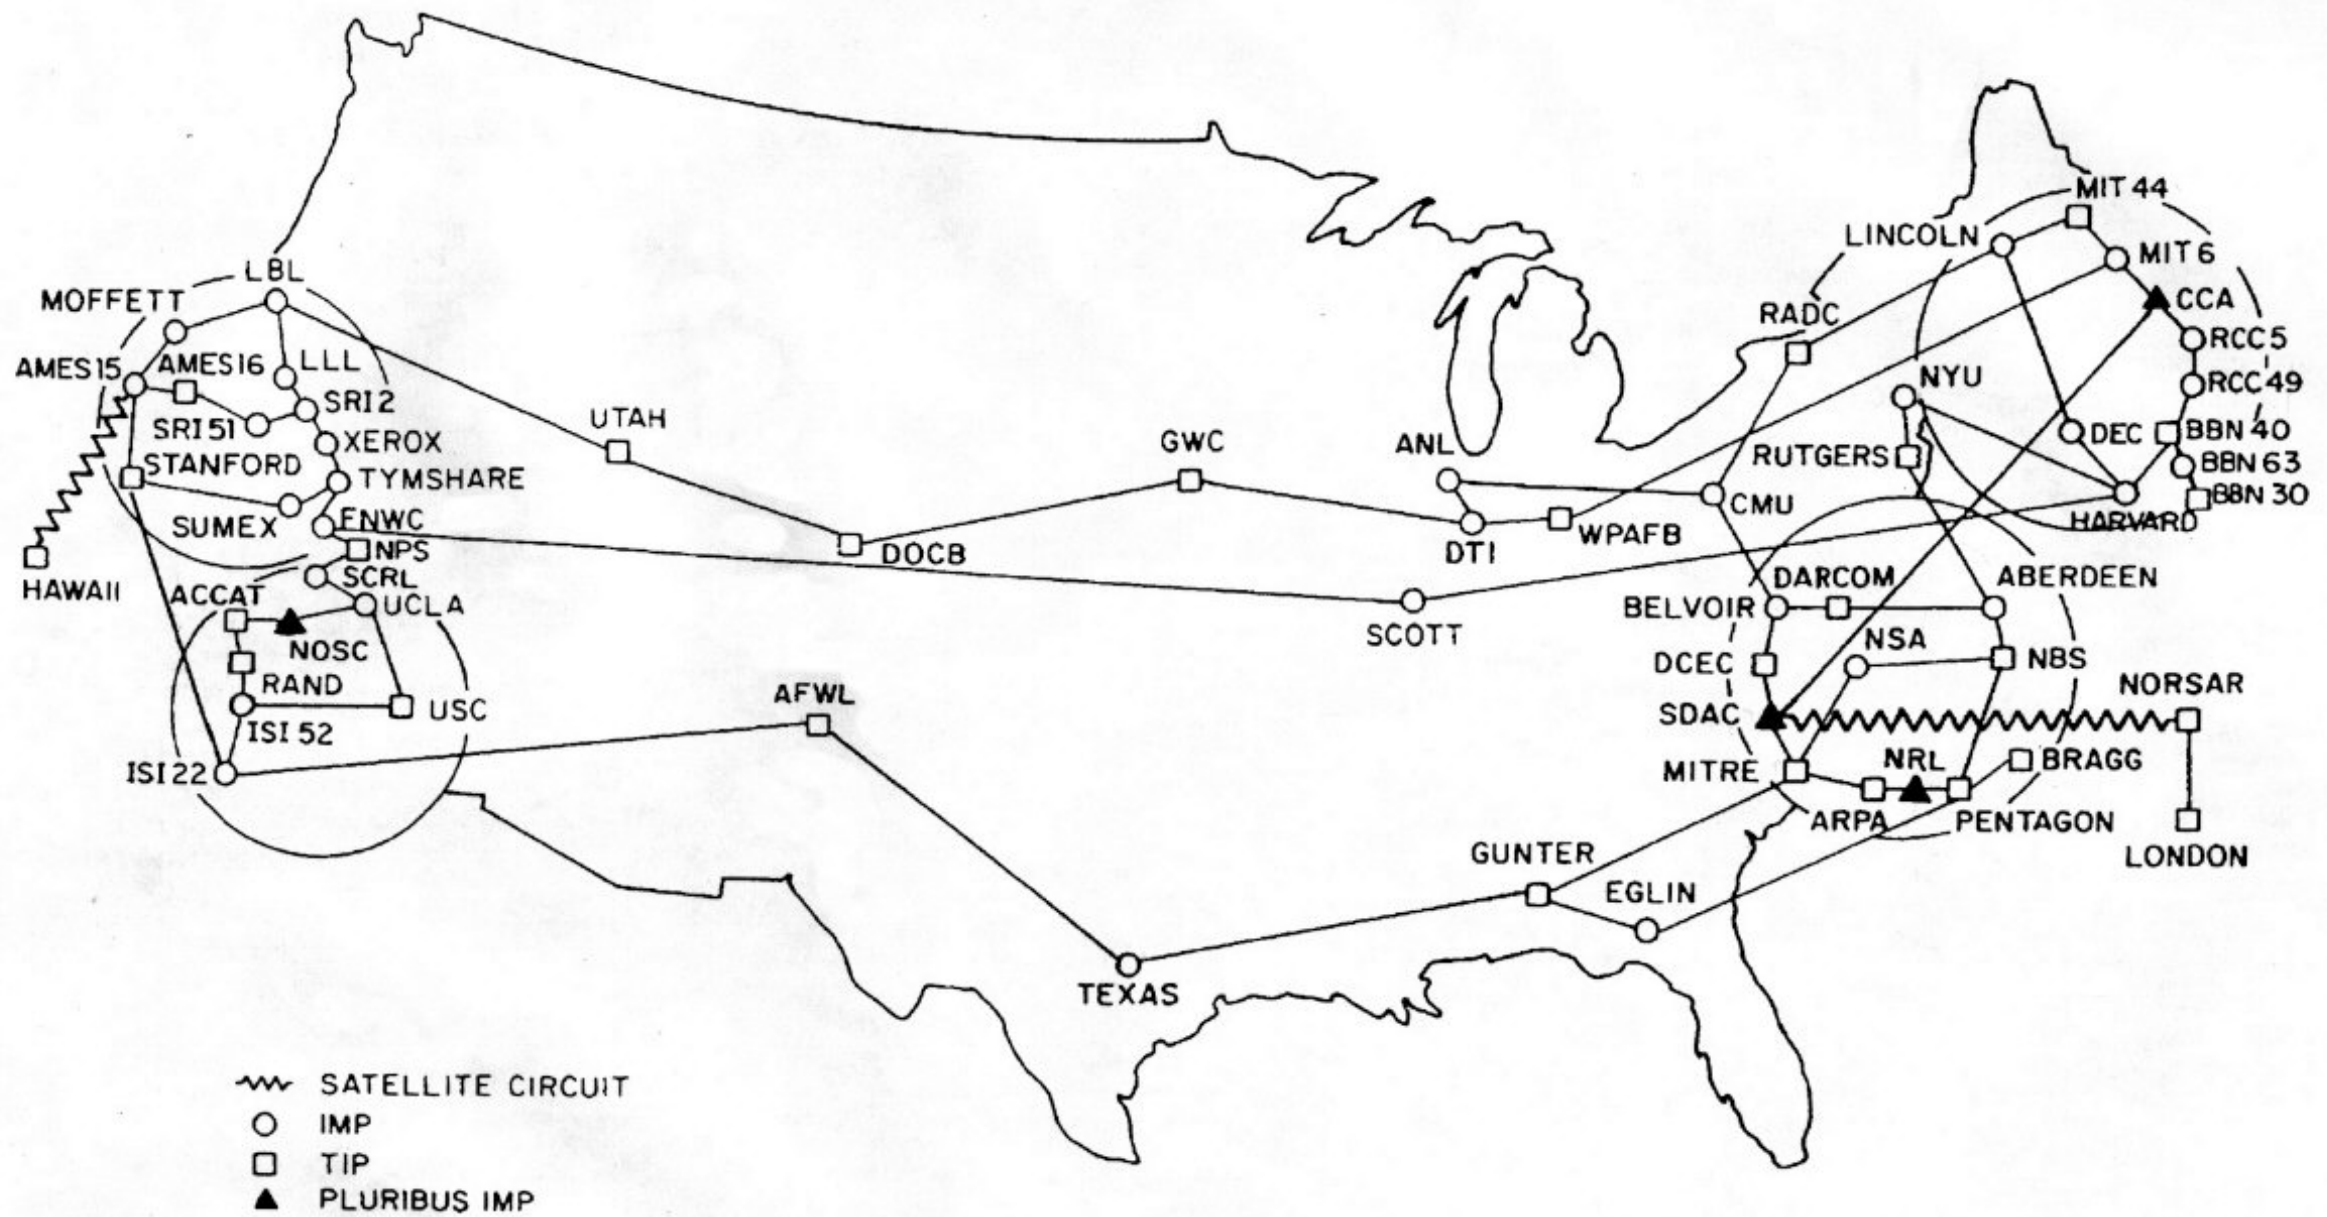 MIT 44
LINCOLN
MIT 6
LBL
MOFFETT
CCA
RADC
RCC 5
AMES 15
AMES 16
LLL
NYU
RCC 49
SRI 2
UTAH
SRI 51
XEROX
GWC
ANL
DEC
BBN 40
STANFORD
RUTGERS
BBN 63
TYMSHARE
BBN 30
SUMEX
FNWC
CMU
HARVARD
WPAFB
NPS
DOCB
DTI
HAWAII
SCRL
DARCOM
ABERDEEN
ACCAT
UCLA
BELVOIR
SCOTT
NSA
NOSC
DCEC
NBS
RAND
NORSAR
AFWL
USC
SDAC
ISI 52
ISI 22
MITRE
NRL
BRAGG
ARPA
PENTAGON
GUNTER
LONDON
EGLIN
TEXAS
SATELLITE CIRCUIT
IMP
TIP
PLURIBUS IMP